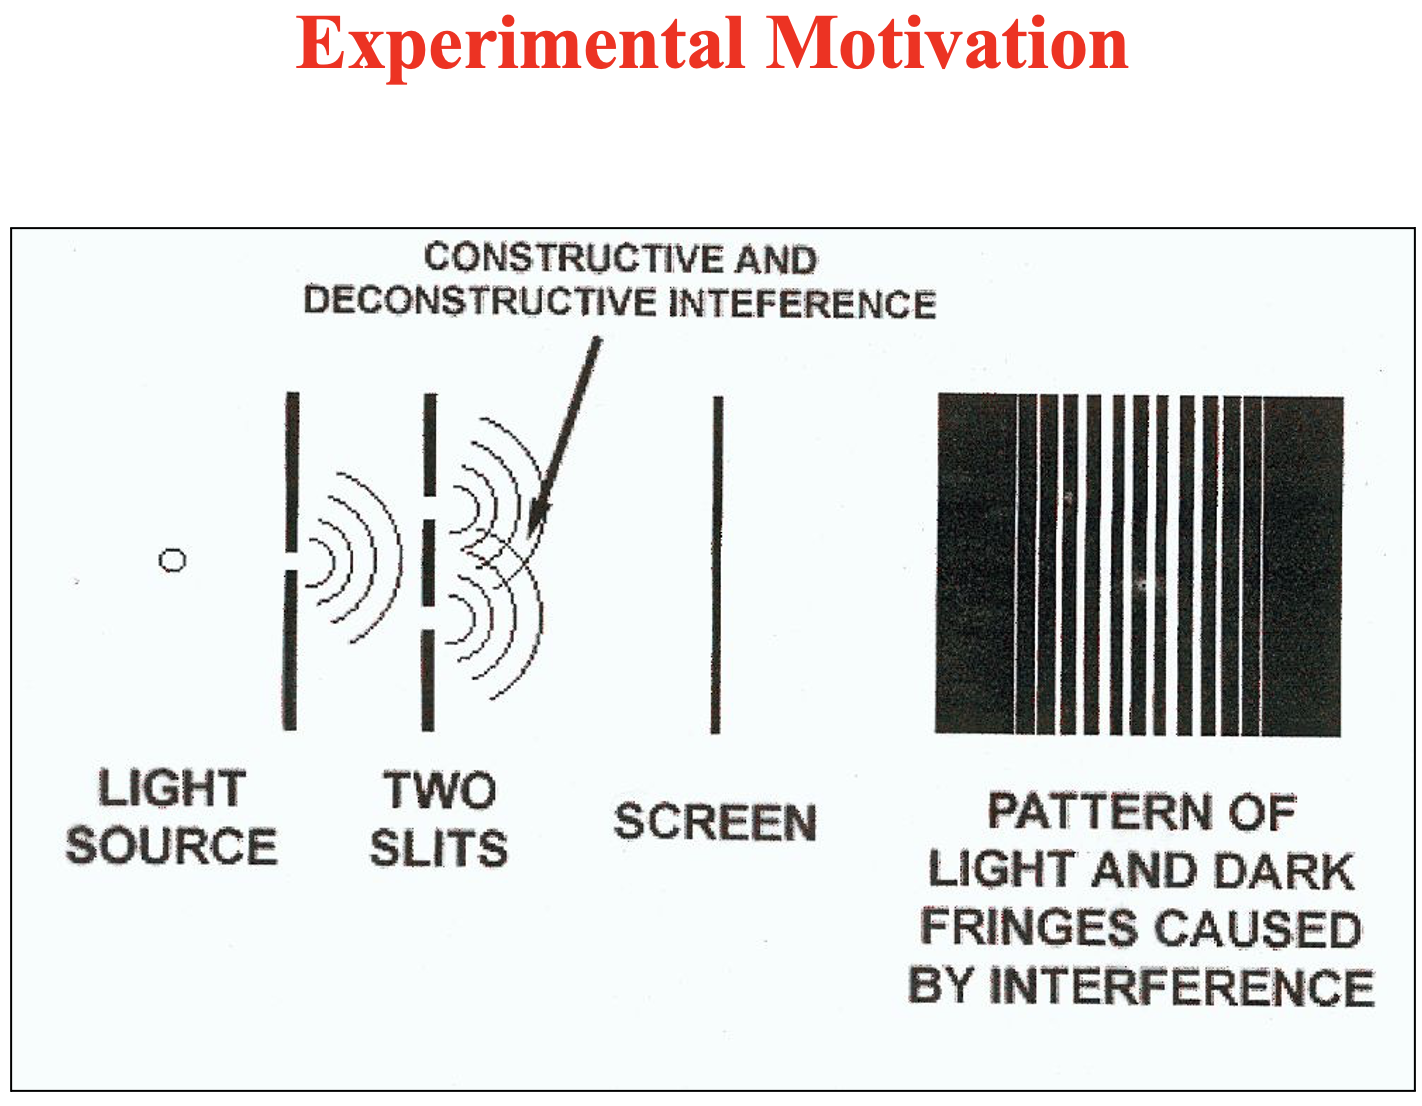 Experimental Motivation
CONSTRUCTIVE AND
DECONSTRUCTIVE INTEFERENCE
LIGHT
SOURCE
TWO
SLITS
SCREEN
PATTERN OF
LIGHT AND DARK
FRINGES CAUSED
BY INTERFERENCE